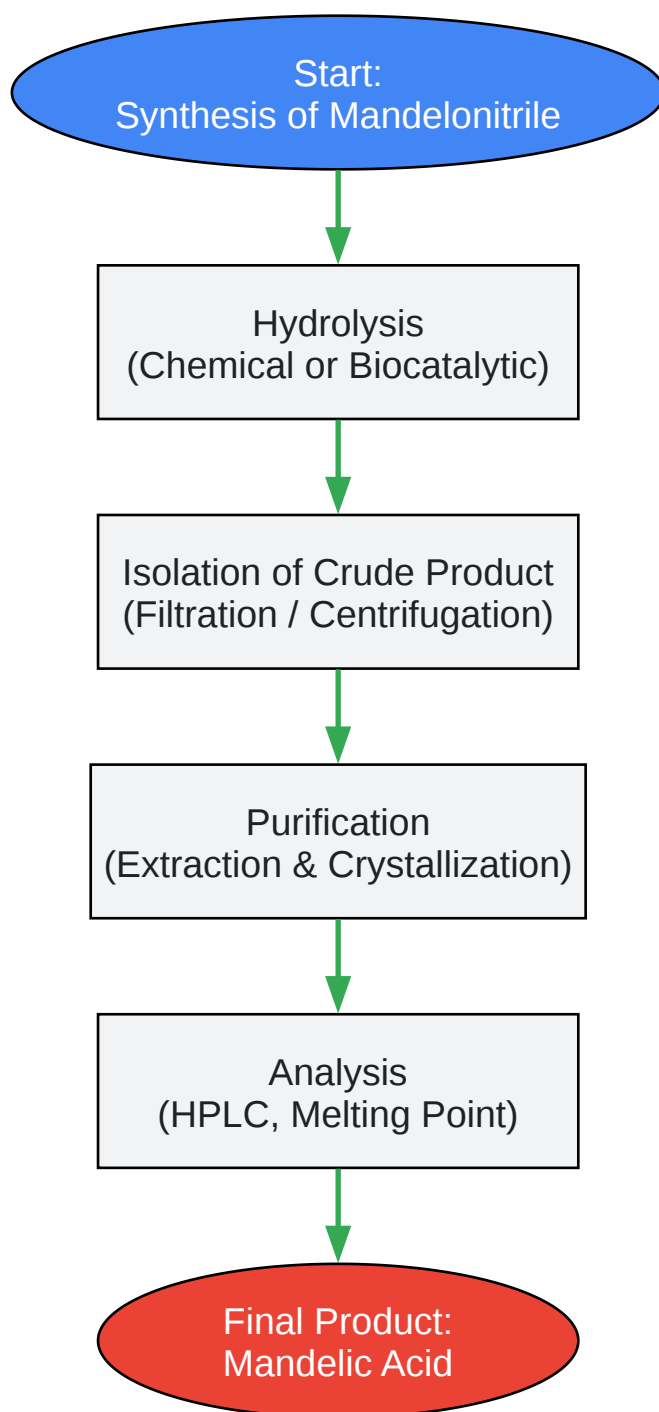 Start:
Synthesis of Mandelonitrile
Hydrolysis
(Chemical or Biocatalytic)
Isolation of Crude Product
(Filtration / Centrifugation)
Purification
(Extraction & Crystallization)
Analysis
(HPLC, Melting Point)
Final Product:
Mandelic Acid